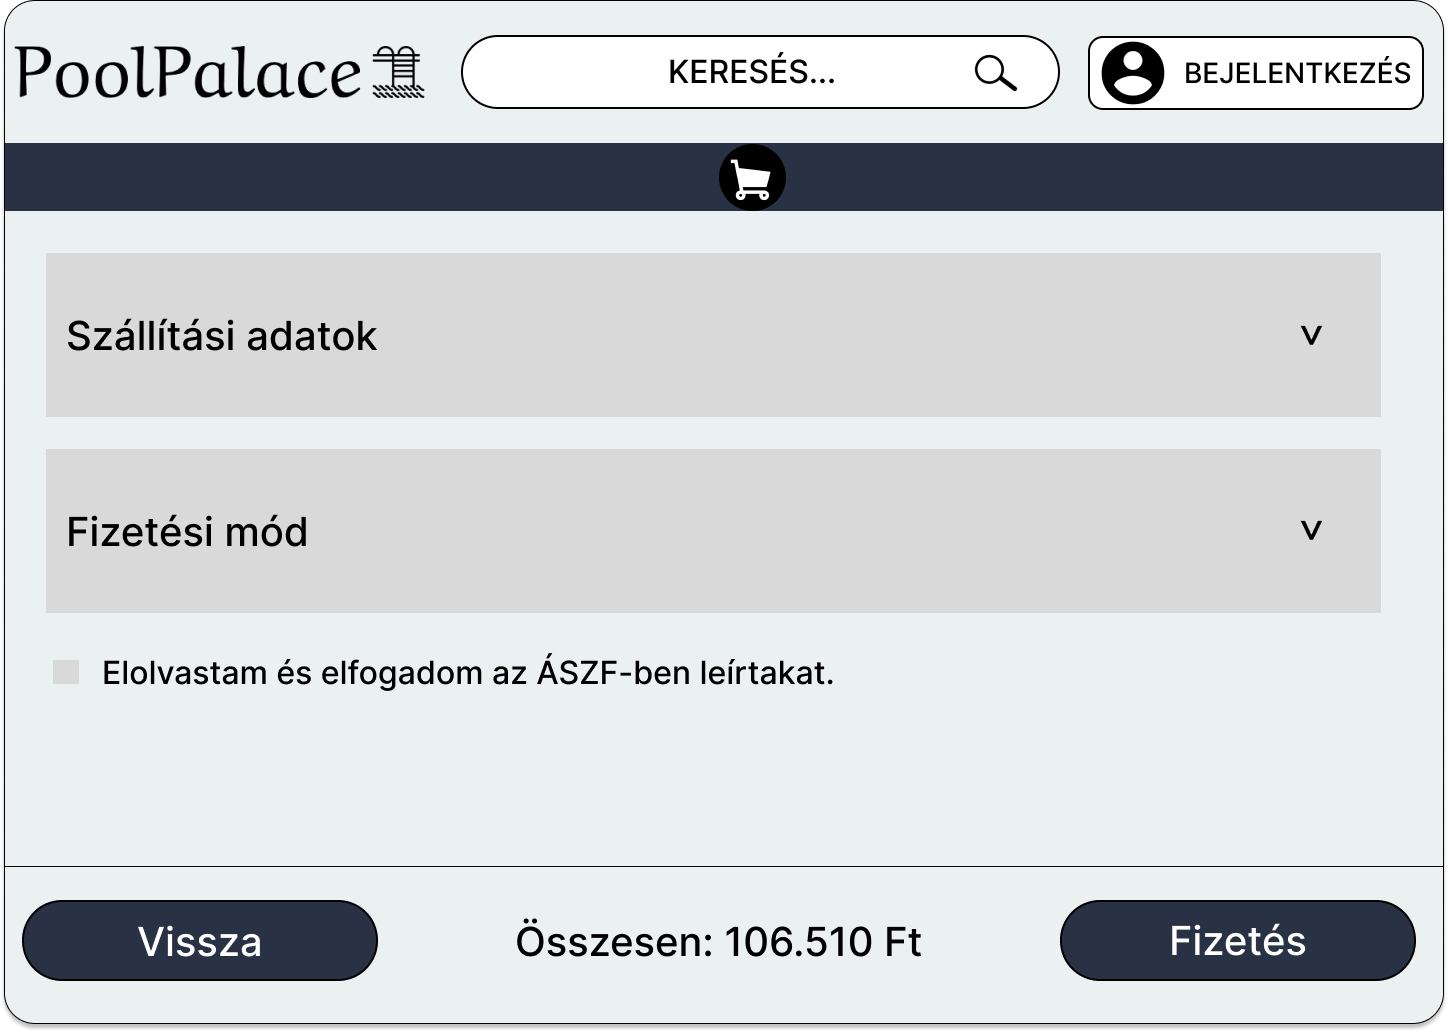 PoolPalace
KERESÉS...
BEJELENTKEZÉS
Szállítási adatok
Fizetési mód
Elolvastam és elfogadom az ÁSZF-ben leírtakat.
Vissza
Összesen: 106.510 Ft
Fizetés